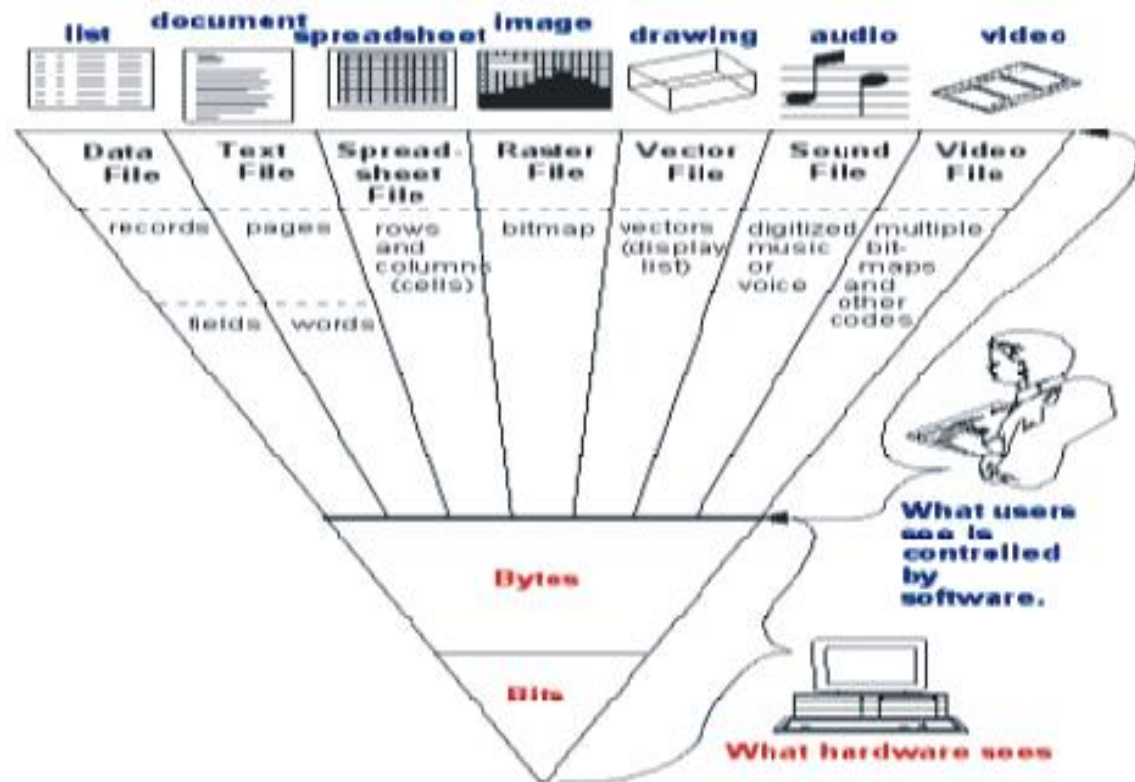 list
document
spreadsheet
image
drawing
audio
video
Data
File
Text
File
Spread-
sheet
File
Raster
File
Vector
File
Sound
File
Video
File
records
pages
rows
and
columns
(cells)
bitmap
vectors
(display
list)
digitized
music
or
voice
multiple
bit-
maps
and
other
codes
fields
words
What users
see is
controlled
by
software.
Bytes
Bits
What hardware sees